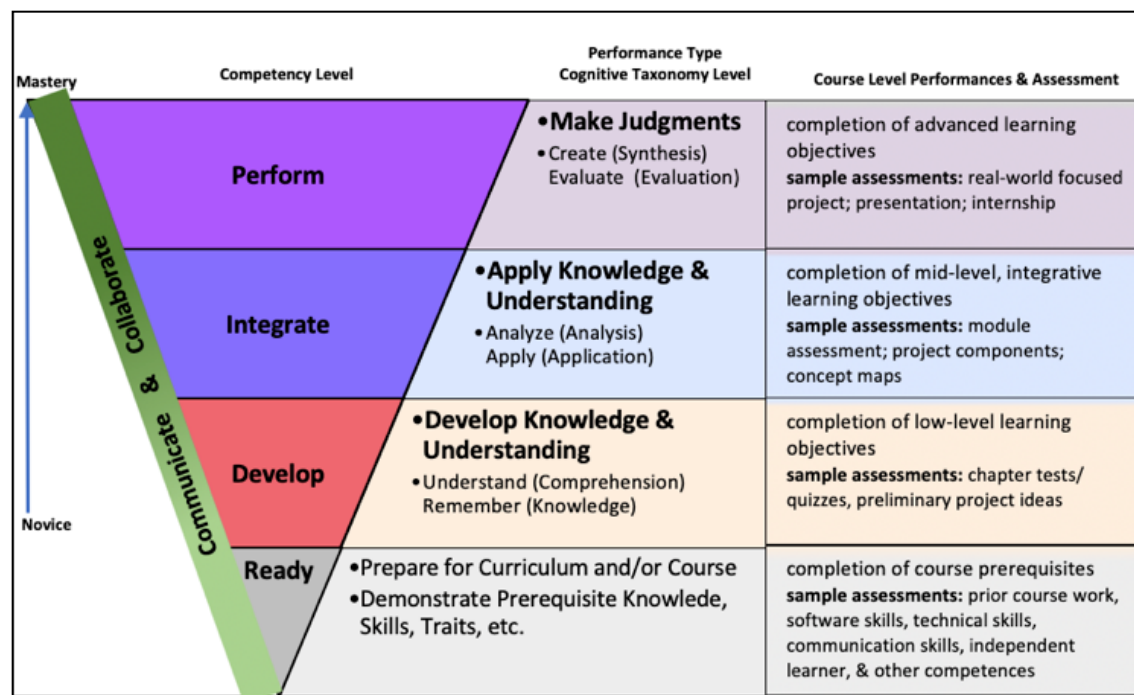 Mastery
Competency Level
Performance Type
Cognitive Taxonomy Level
Course Level Performances & Assessment
Communicate & Collaborate
Novice
Perform
•Make Judgments
•Create (Synthesis)
Evaluate (Evaluation)
completion of advanced learning
objectives
sample assessments: real-world focused
project; presentation; internship
Integrate
•Apply Knowledge &
Understanding
•Analyze (Analysis)
Apply (Application)
completion of mid-level, integrative
learning objectives
sample assessments: module
assessment; project components;
concept maps
Develop
•Develop Knowledge &
Understanding
•Understand (Comprehension)
Remember (Knowledge)
completion of low-level learning
objectives
sample assessments: chapter tests/
quizzes, preliminary project ideas
Ready
•Prepare for Curriculum and/or Course
•Demonstrate Prerequisite Knowlede,
Skills, Traits, etc.
completion of course prerequisites
sample assessments: prior course work,
software skills, technical skills,
communication skills, independent
learner, & other competences